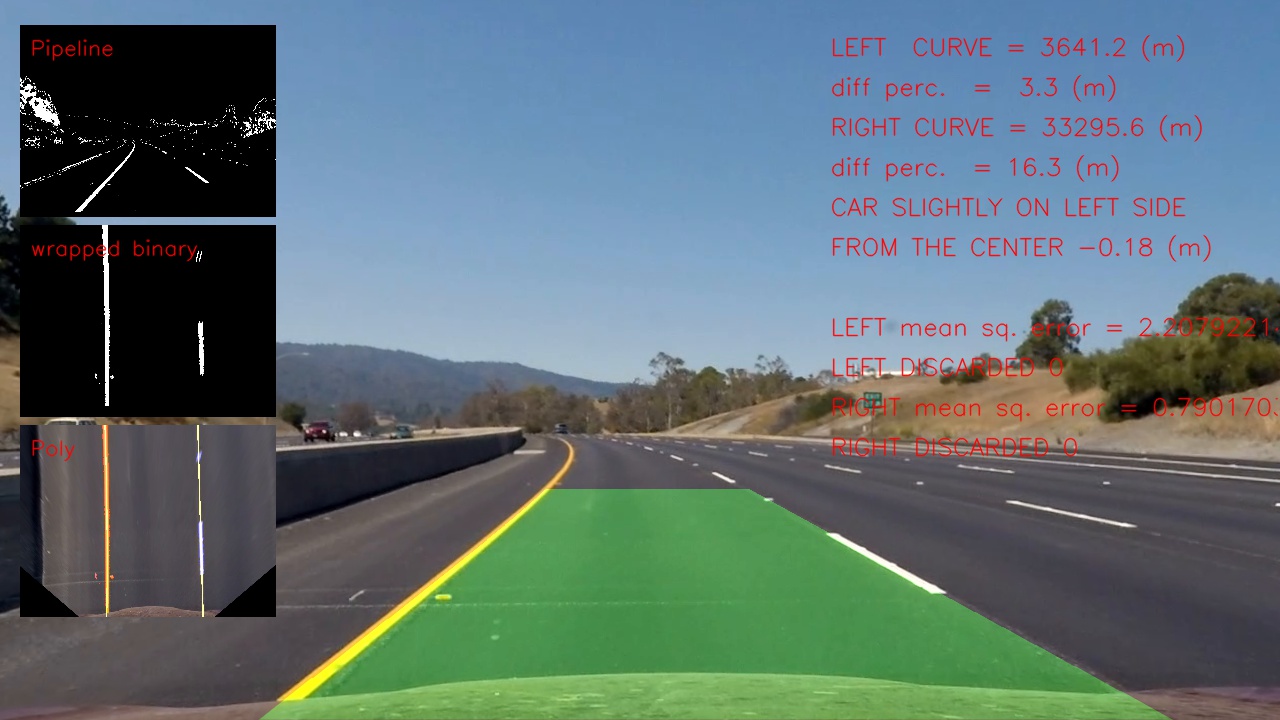 Pipeline
wrapped binary
Poly
LEFT CURVE = 3641.2 (m)
diff perc. = 3.3 (m)
RIGHT CURVE = 33295.6 (m)
diff perc. = 16.3 (m)
CAR SLIGHTLY ON LEFT SIDE
FROM THE CENTER -0.18 (m)
LEFT mean sq. error = 2.2079221
LEFT DISCARDED 0
EXIT
RIGHT mean sq. error = 0.790170
RIGHT DISCARDED 0